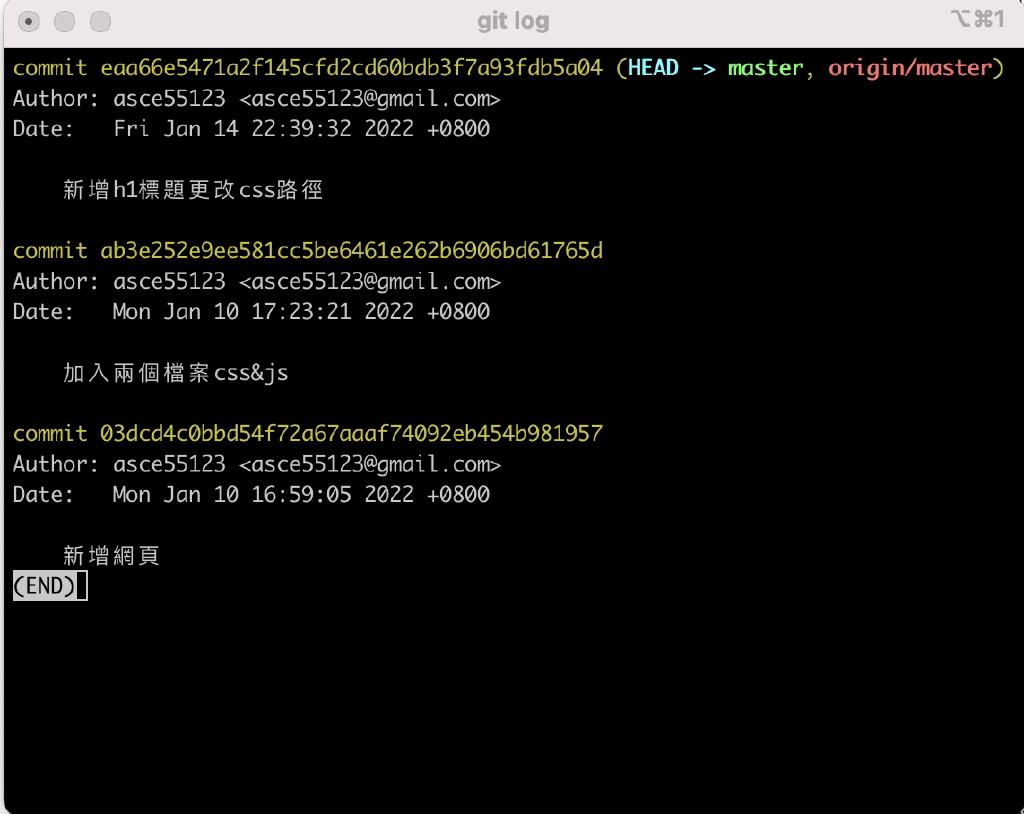 git log
⌥⌘1
commit eaa66e5471a2f145cfd2cd60bdb3f7a93fdb5a04 (HEAD -> master, origin/master)
Author: asce55123 <asce55123@gmail.com>
Date:   Fri Jan 14 22:39:32 2022 +0800
新增h1標題更改css路徑
commit ab3e252e9ee581cc5be6461e262b6906bd61765d
Author: asce55123 <asce55123@gmail.com>
Date:   Mon Jan 10 17:23:21 2022 +0800
加入兩個檔案css&js
commit 03dcd4c0bbd54f72a67aaaf74092eb454b981957
Author: asce55123 <asce55123@gmail.com>
Date:   Mon Jan 10 16:59:05 2022 +0800
新增網頁
(END)